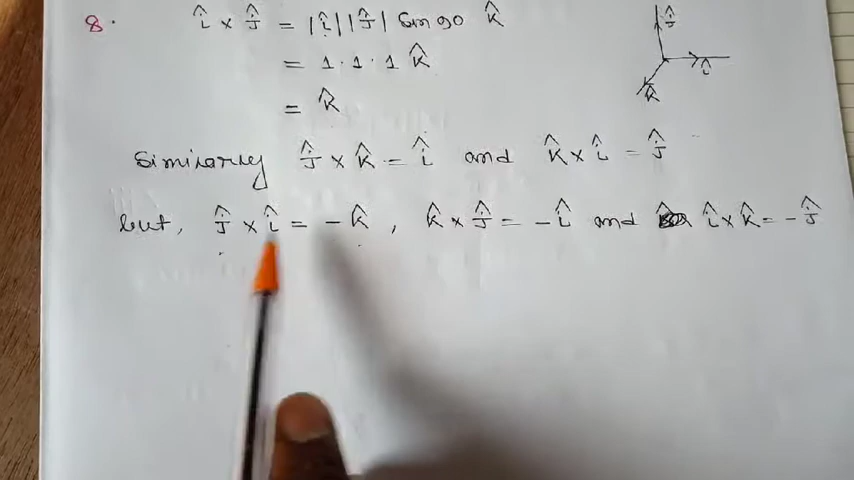 8. î × ĵ = |î| |ĵ| sin 90 k̂
= 1 · 1 · 1 k̂
= k̂
ĵ
î
k̂
Similarly ĵ × k̂ = î and k̂ × î = ĵ
but, ĵ × î = - k̂ , k̂ × ĵ = - î and î × k̂ = - ĵ